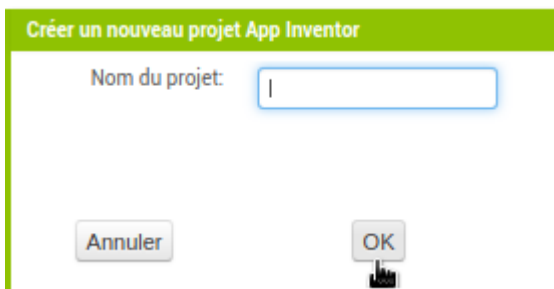 Créer un nouveau projet App Inventor
Nom du projet:
Annuler OK